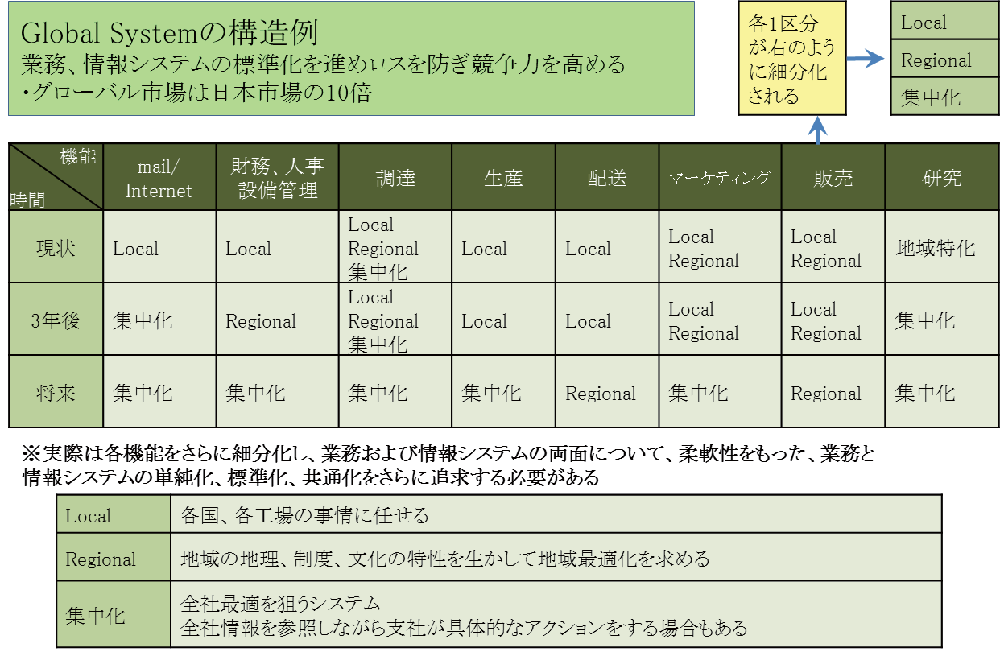 Global Systemの構造例
業務、情報システムの標準化を進めロスを防ぎ競争力を高める
・グローバル市場は日本市場の10倍
各1区分
が右のよう
に細分化
される
Local
Regional
集中化
機能
時間
mail/
Internet
財務、人事
設備管理
調達
生産
配送
マーケティング
販売
研究
現状
Local
Local
Local
Regional
集中化
Local
Local
Local
Regional
Local
Regional
地域特化
3年後
集中化
Regional
Local
Regional
集中化
Local
Local
Local
Regional
Local
Regional
集中化
将来
集中化
集中化
集中化
集中化
Regional
集中化
Regional
集中化
※実際は各機能をさらに細分化し、業務および情報システムの両面について、柔軟性をもった、業務と
情報システムの単純化、標準化、共通化をさらに追求する必要がある
Local
各国、各工場の事情に任せる
Regional
地域の地理、制度、文化の特性を生かして地域最適化を求める
集中化
全社最適を狙うシステム
全社情報を参照しながら支社が具体的なアクションをする場合もある